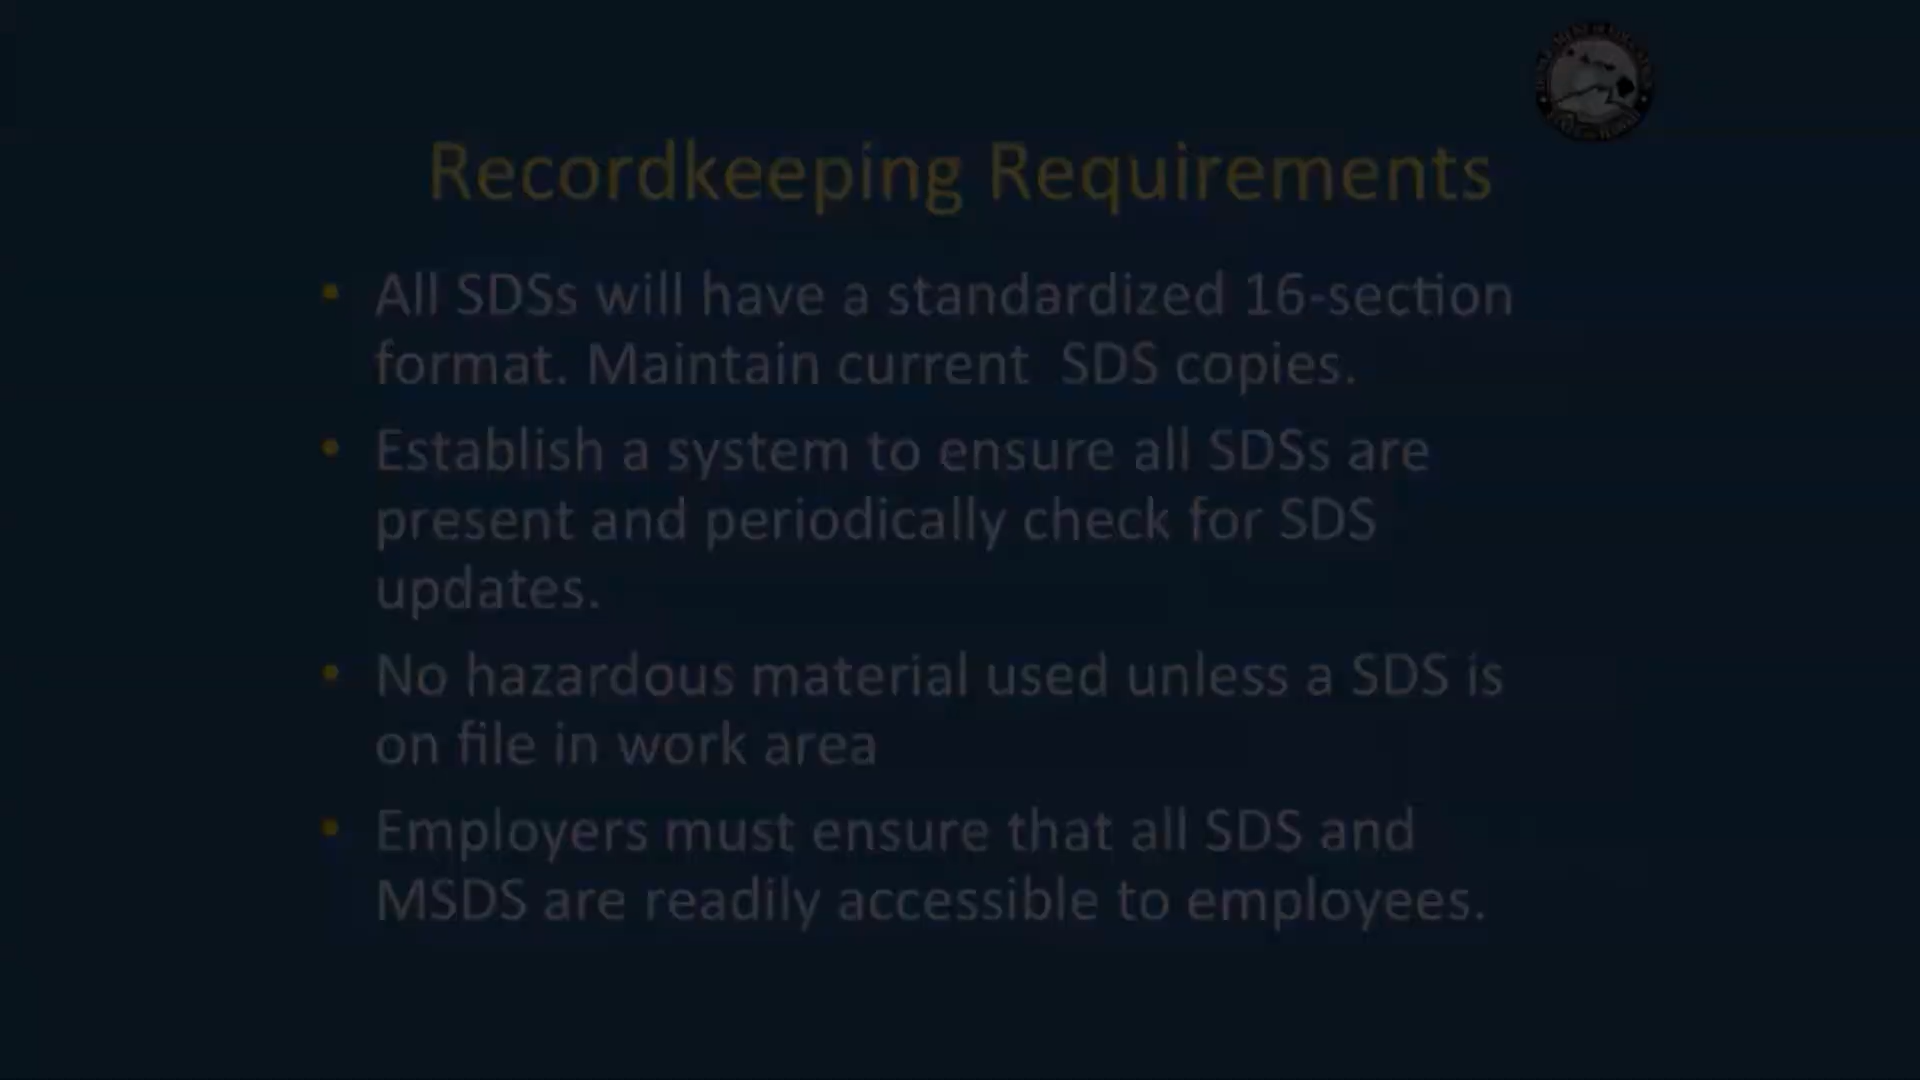 Recordkeeping Requirements
• All SDSs will have a standardized 16-section
format. Maintain current  SDS copies.
• Establish a system to ensure all SDSs are
present and periodically check for SDS
updates.
• No hazardous material used unless a SDS is
on file in work area
• Employers must ensure that all SDS and
MSDS are readily accessible to employees.